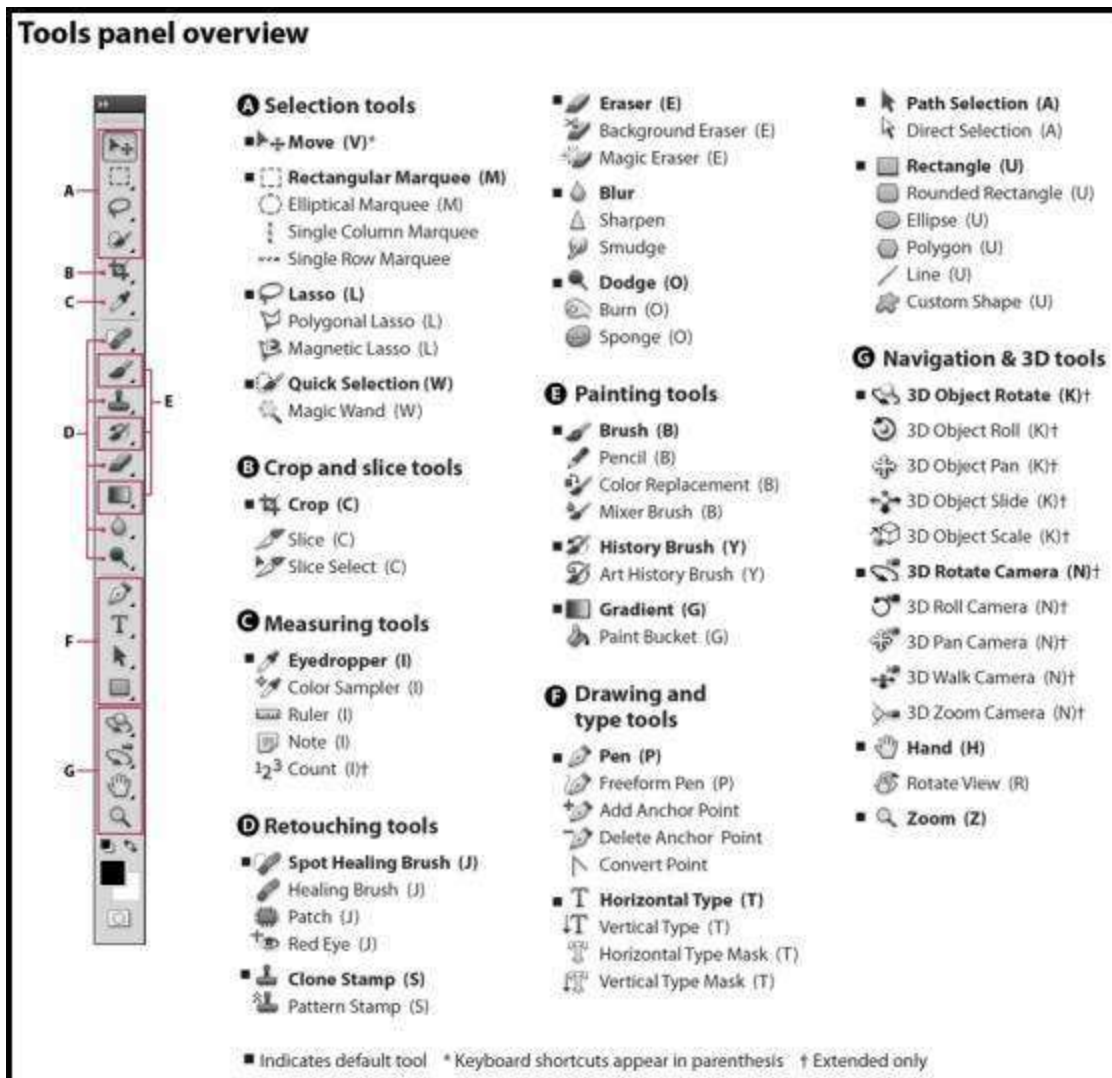 Tools panel overview
A
B
C
D
E
F
G
A Selection tools
■ Move (V)*
■ Rectangular Marquee (M)
Elliptical Marquee (M)
Single Column Marquee
Single Row Marquee
■ Lasso (L)
Polygonal Lasso (L)
Magnetic Lasso (L)
■ Quick Selection (W)
Magic Wand (W)
B Crop and slice tools
■ Crop (C)
Slice (C)
Slice Select (C)
C Measuring tools
■ Eyedropper (I)
Color Sampler (I)
Ruler (I)
Note (I)
123 Count (I)†
D Retouching tools
■ Spot Healing Brush (J)
Healing Brush (J)
Patch (J)
Red Eye (J)
■ Clone Stamp (S)
Pattern Stamp (S)
■ Eraser (E)
Background Eraser (E)
Magic Eraser (E)
■ Blur
Sharpen
Smudge
■ Dodge (O)
Burn (O)
Sponge (O)
E Painting tools
■ Brush (B)
Pencil (B)
Color Replacement (B)
Mixer Brush (B)
■ History Brush (Y)
Art History Brush (Y)
■ Gradient (G)
Paint Bucket (G)
F Drawing and
type tools
■ Pen (P)
Freeform Pen (P)
Add Anchor Point
Delete Anchor Point
Convert Point
■ T Horizontal Type (T)
T Vertical Type (T)
Horizontal Type Mask (T)
Vertical Type Mask (T)
■ Path Selection (A)
Direct Selection (A)
■ Rectangle (U)
Rounded Rectangle (U)
Ellipse (U)
Polygon (U)
Line (U)
Custom Shape (U)
G Navigation & 3D tools
■ 3D Object Rotate (K)†
3D Object Roll (K)†
3D Object Pan (K)†
3D Object Slide (K)†
3D Object Scale (K)†
■ 3D Rotate Camera (N)†
3D Roll Camera (N)†
3D Pan Camera (N)†
3D Walk Camera (N)†
3D Zoom Camera (N)†
■ Hand (H)
Rotate View (R)
■ Zoom (Z)
■ Indicates default tool * Keyboard shortcuts appear in parenthesis † Extended only